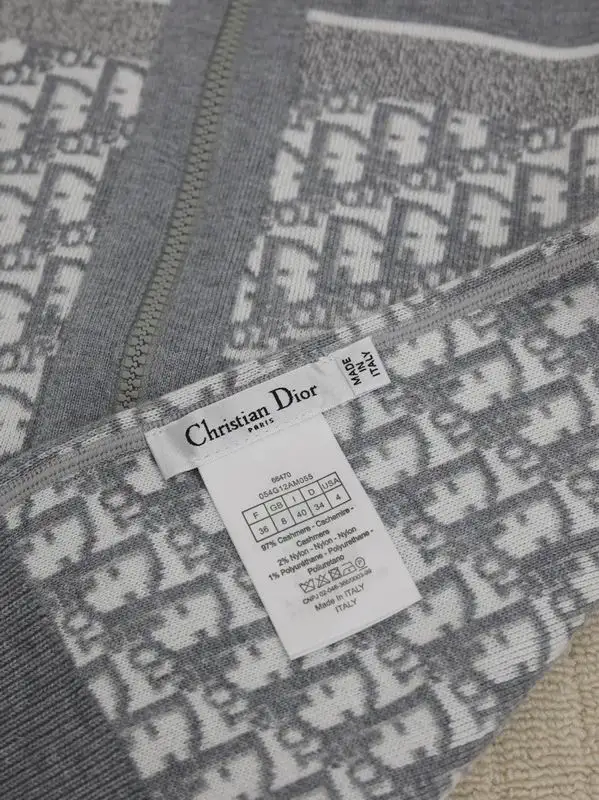 Christian Dior
PARIS
MADE
IN
ITALY
66470
054G12AM055
F GB I D USA
36 8 40 34 4
97% Cashmere - Cachemire -
Cashmere
2% Nylon - Nylon - Nylon
1% Polyuréthane - Polyurethane -
Poliuretano
Made In ITALY
ITALY